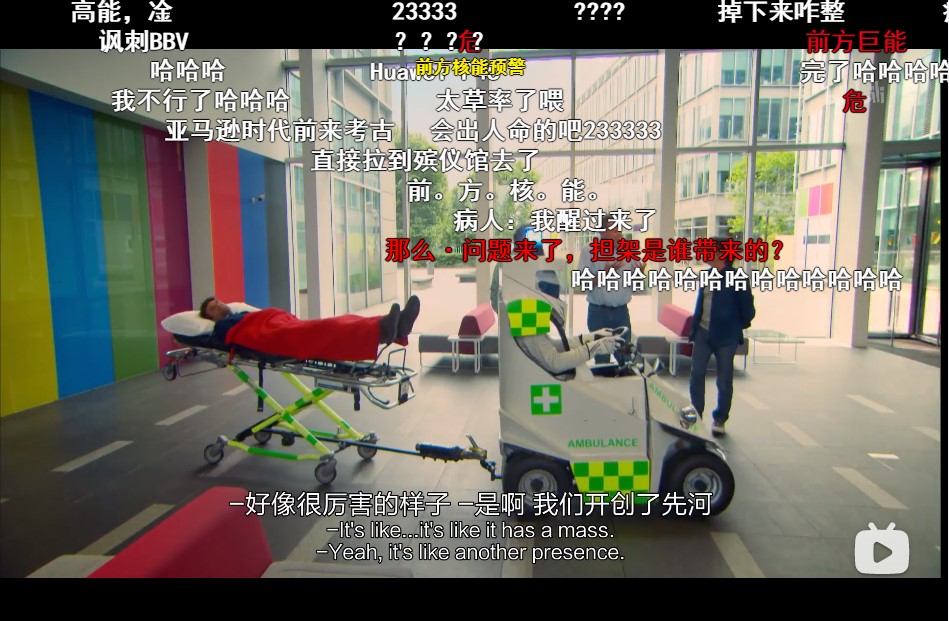 高能，凎
23333
????
掉下来咋整
讽刺BBV
？？？？
危
前方巨能
哈哈哈
前方核能预警
完了哈哈哈哈
我不行了哈哈哈
太草率了喂
危
亚马逊时代前来考古
会出人命的吧233333
直接拉到殡仪馆去了
前。方。核。能。
病人：我醒过来了
那么·问题来了，担架是谁带来的？
哈哈哈哈哈哈哈哈哈哈哈哈哈
AMBULANCE
–好像很厉害的样子 –是啊 我们开创了先河
–It's like...it's like it has a mass.
–Yeah, it's like another presence.